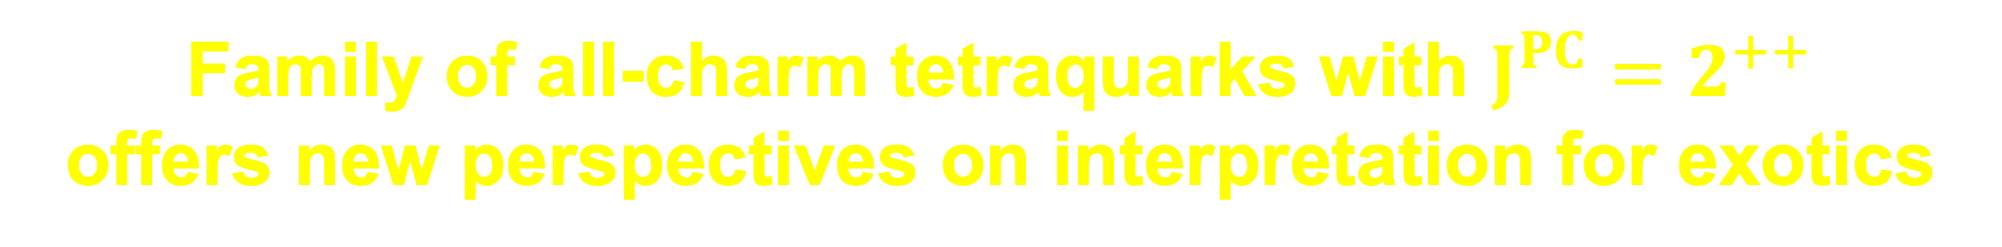 Family of all-charm tetraquarks with J^PC = 2^++
offers new perspectives on interpretation for exotics